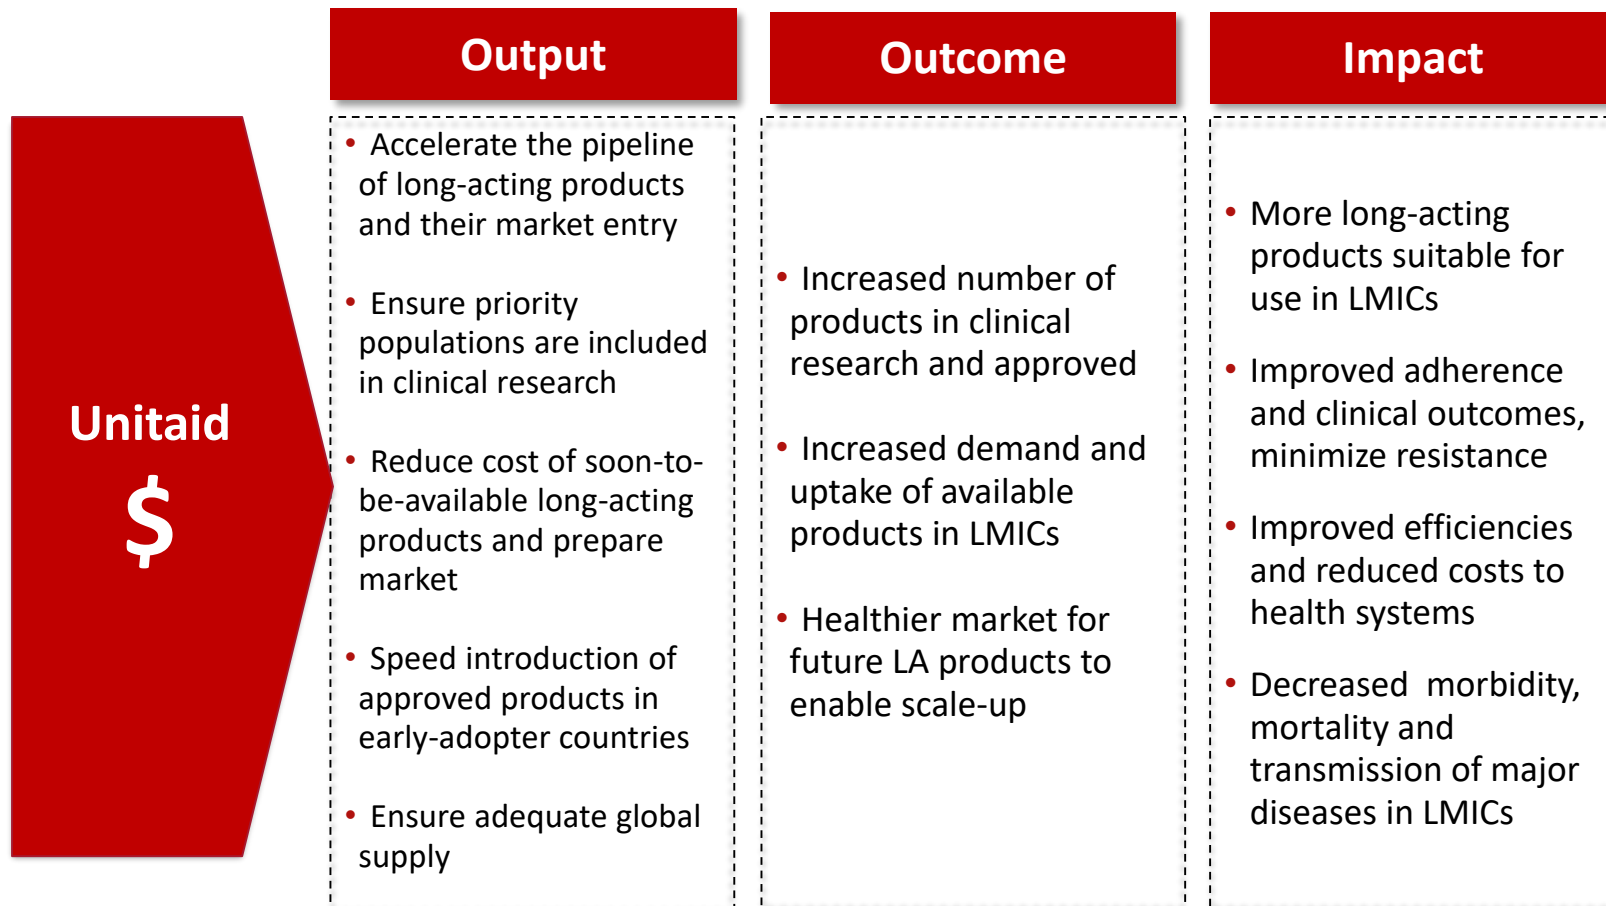 Output
Outcome
Impact
Unitaid
$
• Accelerate the pipeline
of long-acting products
and their market entry
• Ensure priority
populations are included
in clinical research
• Reduce cost of soon-to-
be-available long-acting
products and prepare
market
• Speed introduction of
approved products in
early-adopter countries
• Ensure adequate global
supply
• Increased number of
products in clinical
research and approved
• Increased demand and
uptake of available
products in LMICs
• Healthier market for
future LA products to
enable scale-up
• More long-acting
products suitable for
use in LMICs
• Improved adherence
and clinical outcomes,
minimize resistance
• Improved efficiencies
and reduced costs to
health systems
• Decreased  morbidity,
mortality and
transmission of major
diseases in LMICs